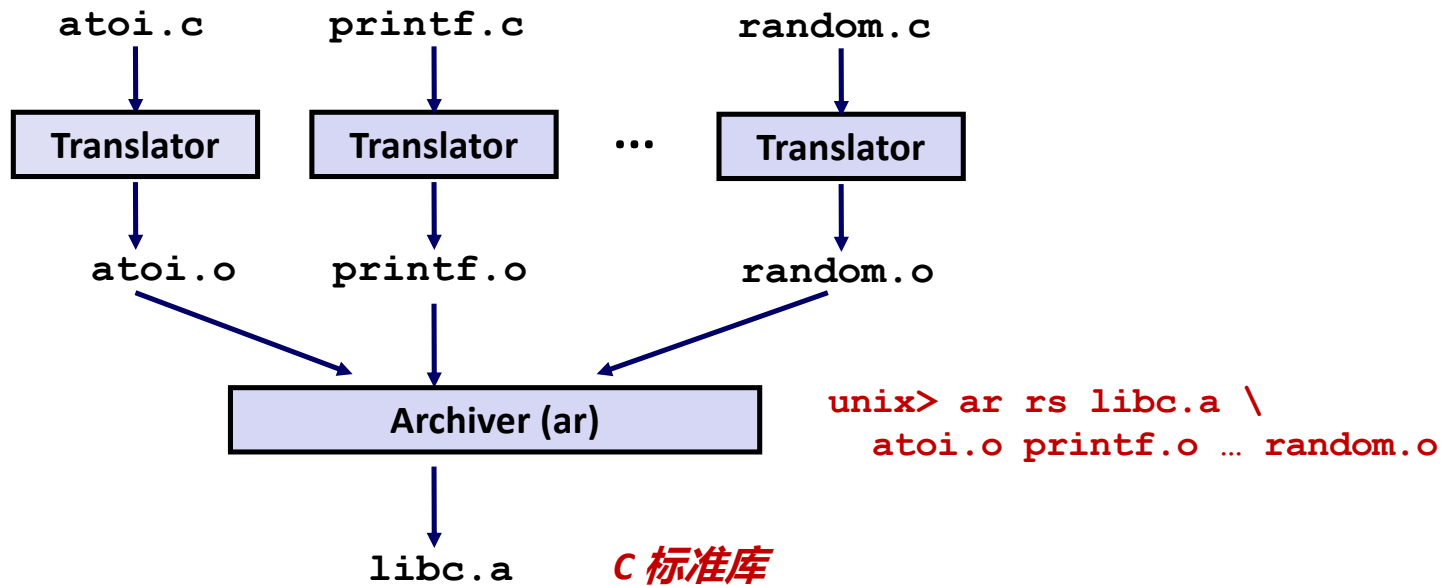 atoi.c printf.c random.c
Translator Translator ... Translator
atoi.o printf.o random.o
Archiver (ar)
unix> ar rs libc.a \
atoi.o printf.o … random.o
libc.a C 标准库